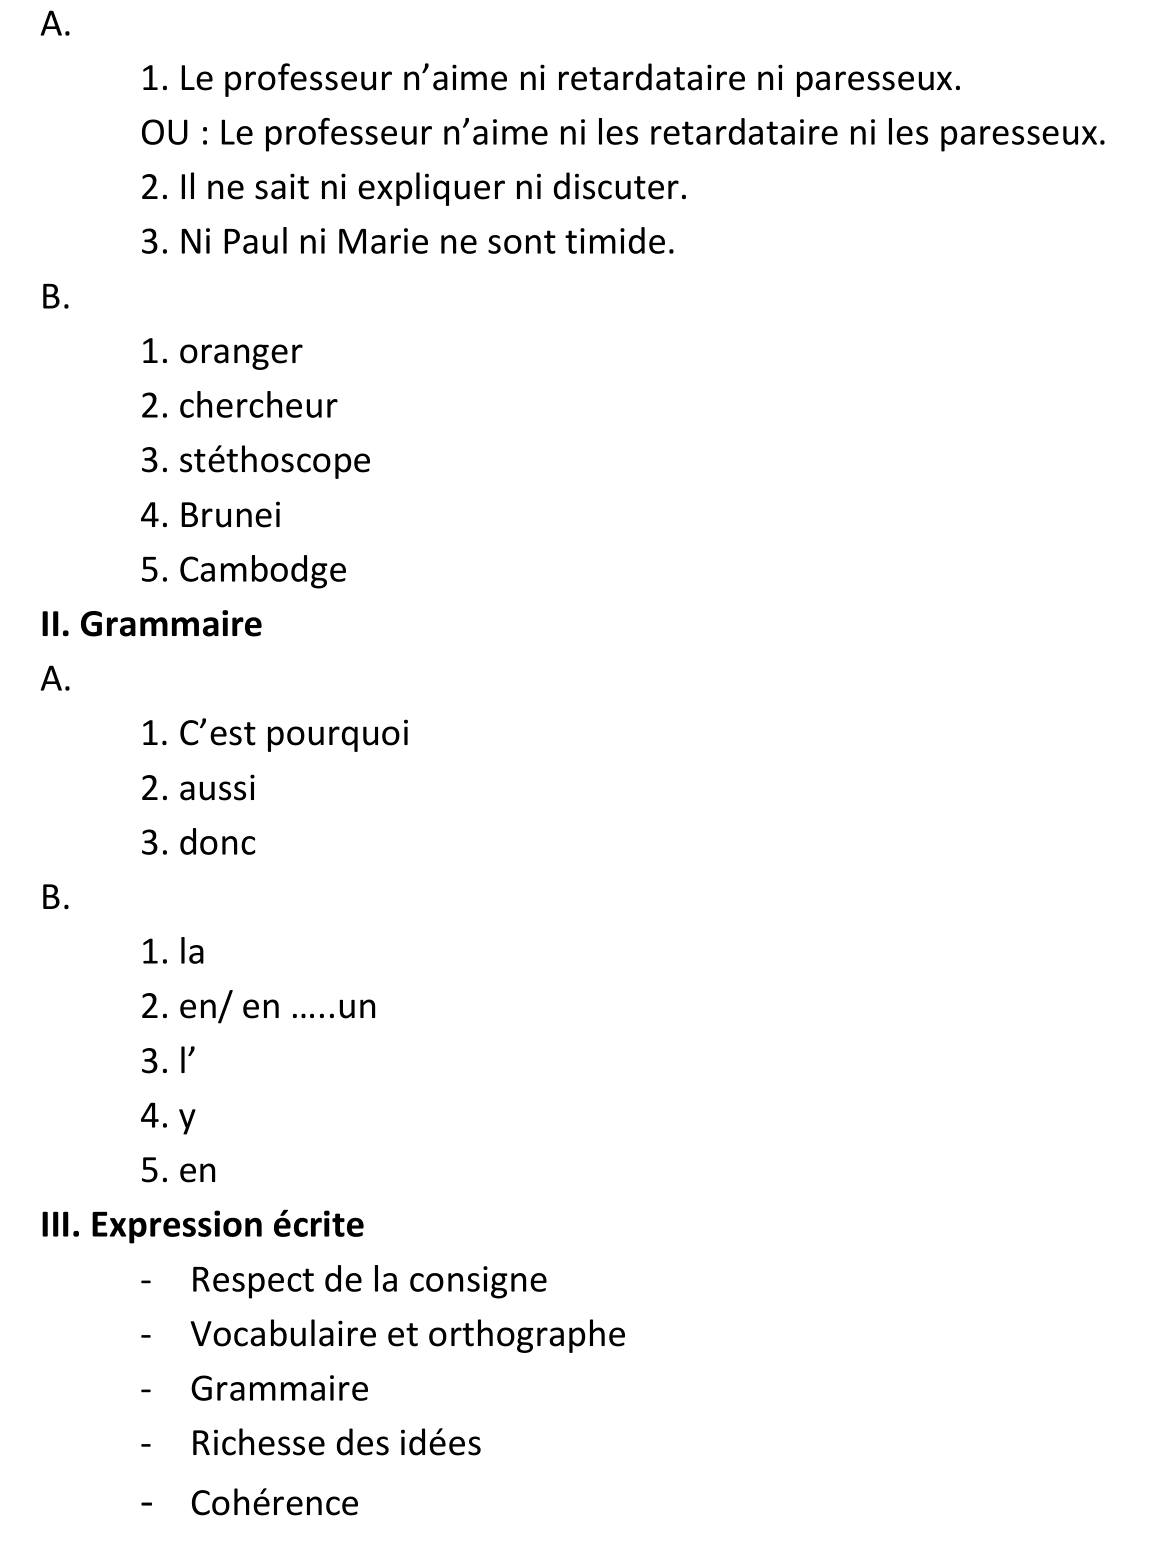 A.
1. Le professeur n’aime ni retardataire ni paresseux.
OU : Le professeur n’aime ni les retardataire ni les paresseux.
2. Il ne sait ni expliquer ni discuter.
3. Ni Paul ni Marie ne sont timide.
B.
1. oranger
2. chercheur
3. stéthoscope
4. Brunei
5. Cambodge
II. Grammaire
A.
1. C’est pourquoi
2. aussi
3. donc
B.
1. la
2. en/ en …..un
3. l’
4. y
5. en
III. Expression écrite
- Respect de la consigne
- Vocabulaire et orthographe
- Grammaire
- Richesse des idées
- Cohérence